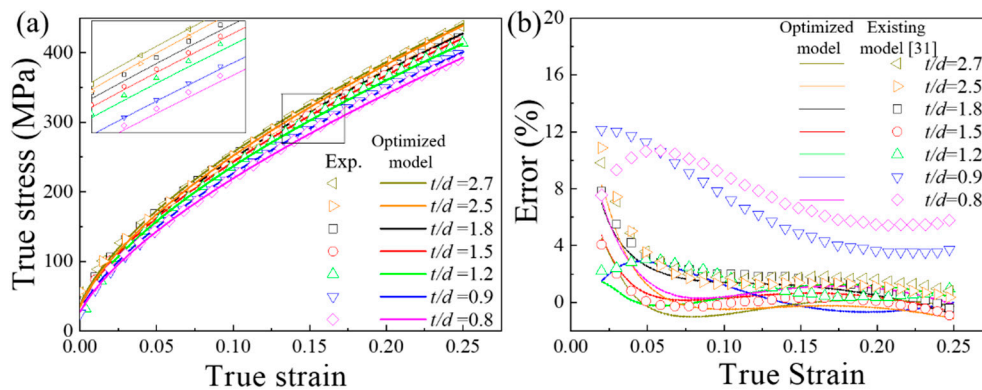 (a)
True stress (MPa)
400
300
200
100
0
0.00 0.05 0.10 0.15 0.20 0.25
True strain
Exp. Optimized model
t/d =2.7
t/d =2.5
t/d =1.8
t/d =1.5
t/d =1.2
t/d =0.9
t/d =0.8
(b)
Error (%)
20
16
12
8
4
0
0.00 0.05 0.10 0.15 0.20 0.25
True Strain
Optimized Existing
model model [31]
t/d=2.7
t/d=2.5
t/d=1.8
t/d=1.5
t/d=1.2
t/d=0.9
t/d=0.8